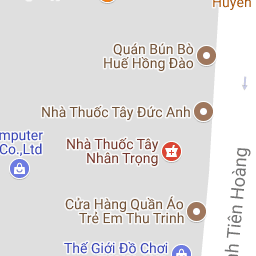 Huyện
Quán Bún Bò
Huế Hồng Đào
Nhà Thuốc Tây Đức Anh
mputer
Co.,Ltd
Nhà Thuốc Tây
Nhân Trọng
nh Tiên Hoàng
Cửa Hàng Quần Áo
Trẻ Em Thu Trinh
Thế Giới Đồ Chơi